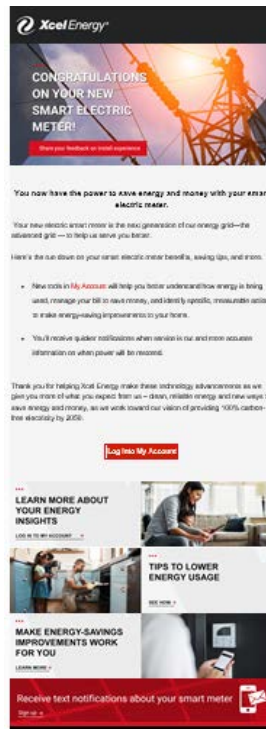 Xcel Energy®
CONGRATULATIONS
ON YOUR NEW
SMART ELECTRIC
METER!
Share your feedback on install experience
You now have the power to save energy and money with your smar
electric meter.
Your new electric smart meter is the next generation of our energy grid—the
advanced grid — to help us serve you better.
Here's the run down on your smart electric meter benefits, saving tips, and more.
• New tools in My Account will help you better understand how energy is being
used, manage your bill to save money, and identify specific, measurable actio
to make energy-saving improvements to your home.
• You'll receive quicker notifications when service is out and more accurate
information on when power will be restored.
Thank you for helping Xcel Energy make these technology advancements as we
give you more of what you expect from us – clean, reliable energy and new ways
save energy and money, as we work toward our vision of providing 100% carbon-
free electricity by 2050.
Log Into My Account
LEARN MORE ABOUT
YOUR ENERGY
INSIGHTS
LOG IN TO MY ACCOUNT
TIPS TO LOWER
ENERGY USAGE
SEE HOW
MAKE ENERGY-SAVINGS
IMPROVEMENTS WORK
FOR YOU
LEARN MORE
Receive text notifications about your smart meter
Sign up